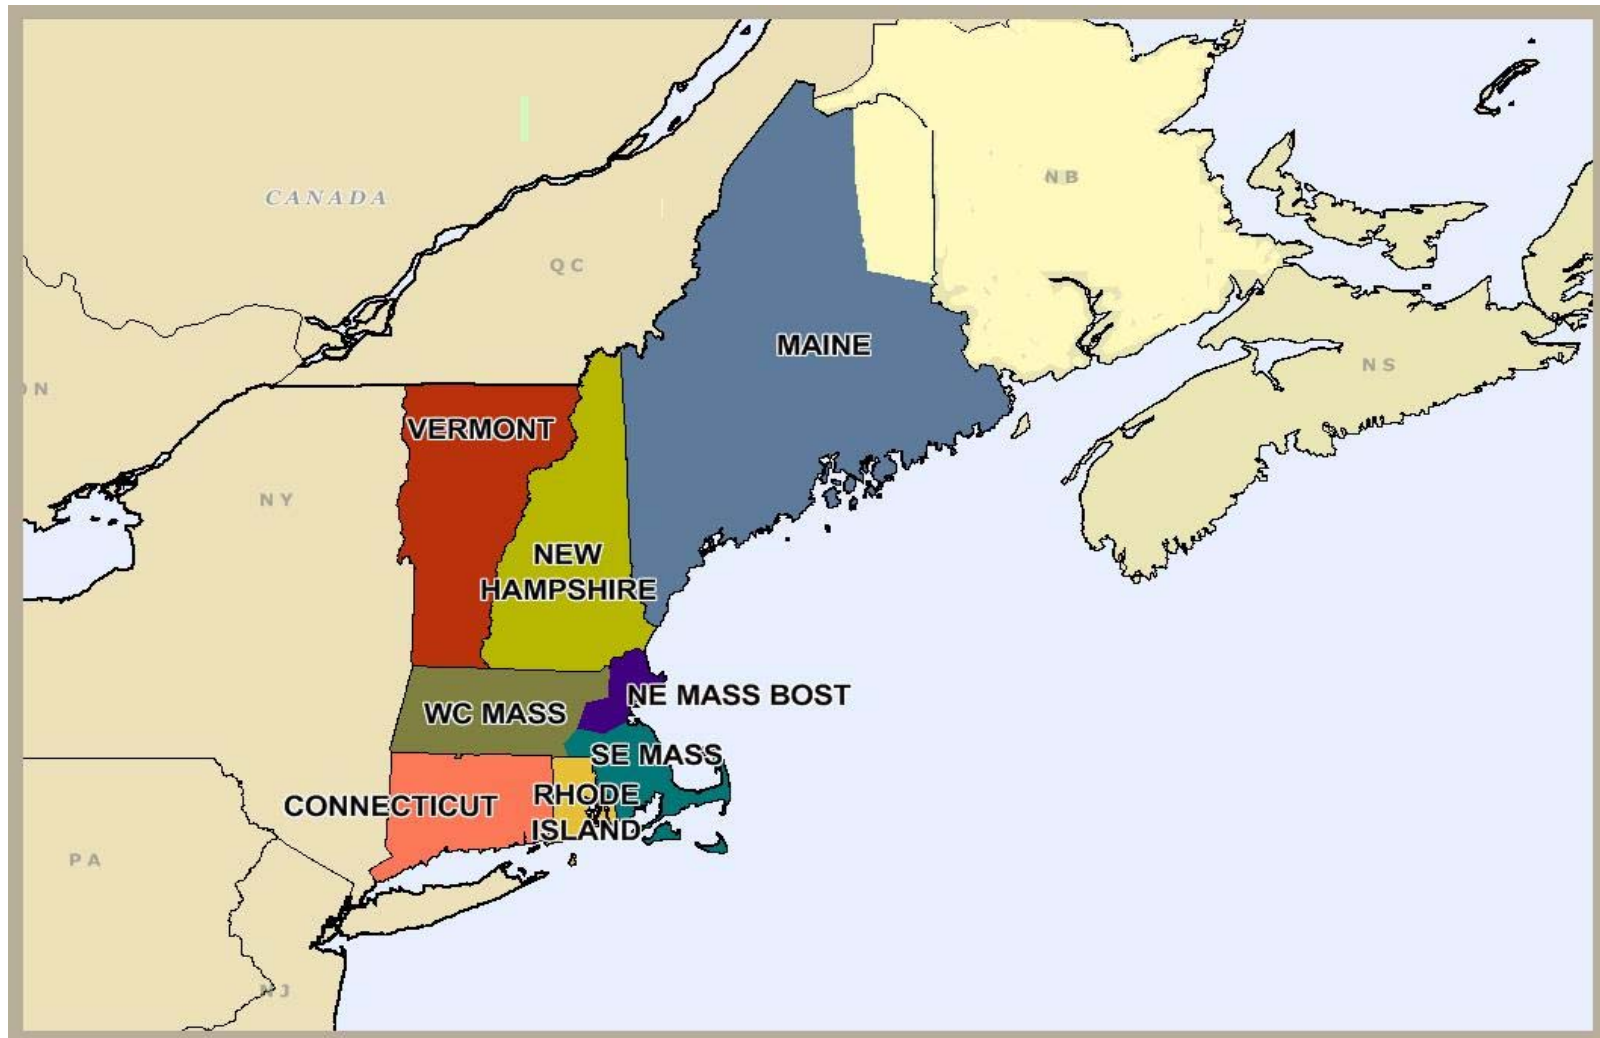 CANADA
NB
QC
MAINE
NS
ON
VERMONT
NY
NEW
HAMPSHIRE
NE MASS BOST
WC MASS
SE MASS
RHODE
ISLAND
CONNECTICUT
PA
NJ